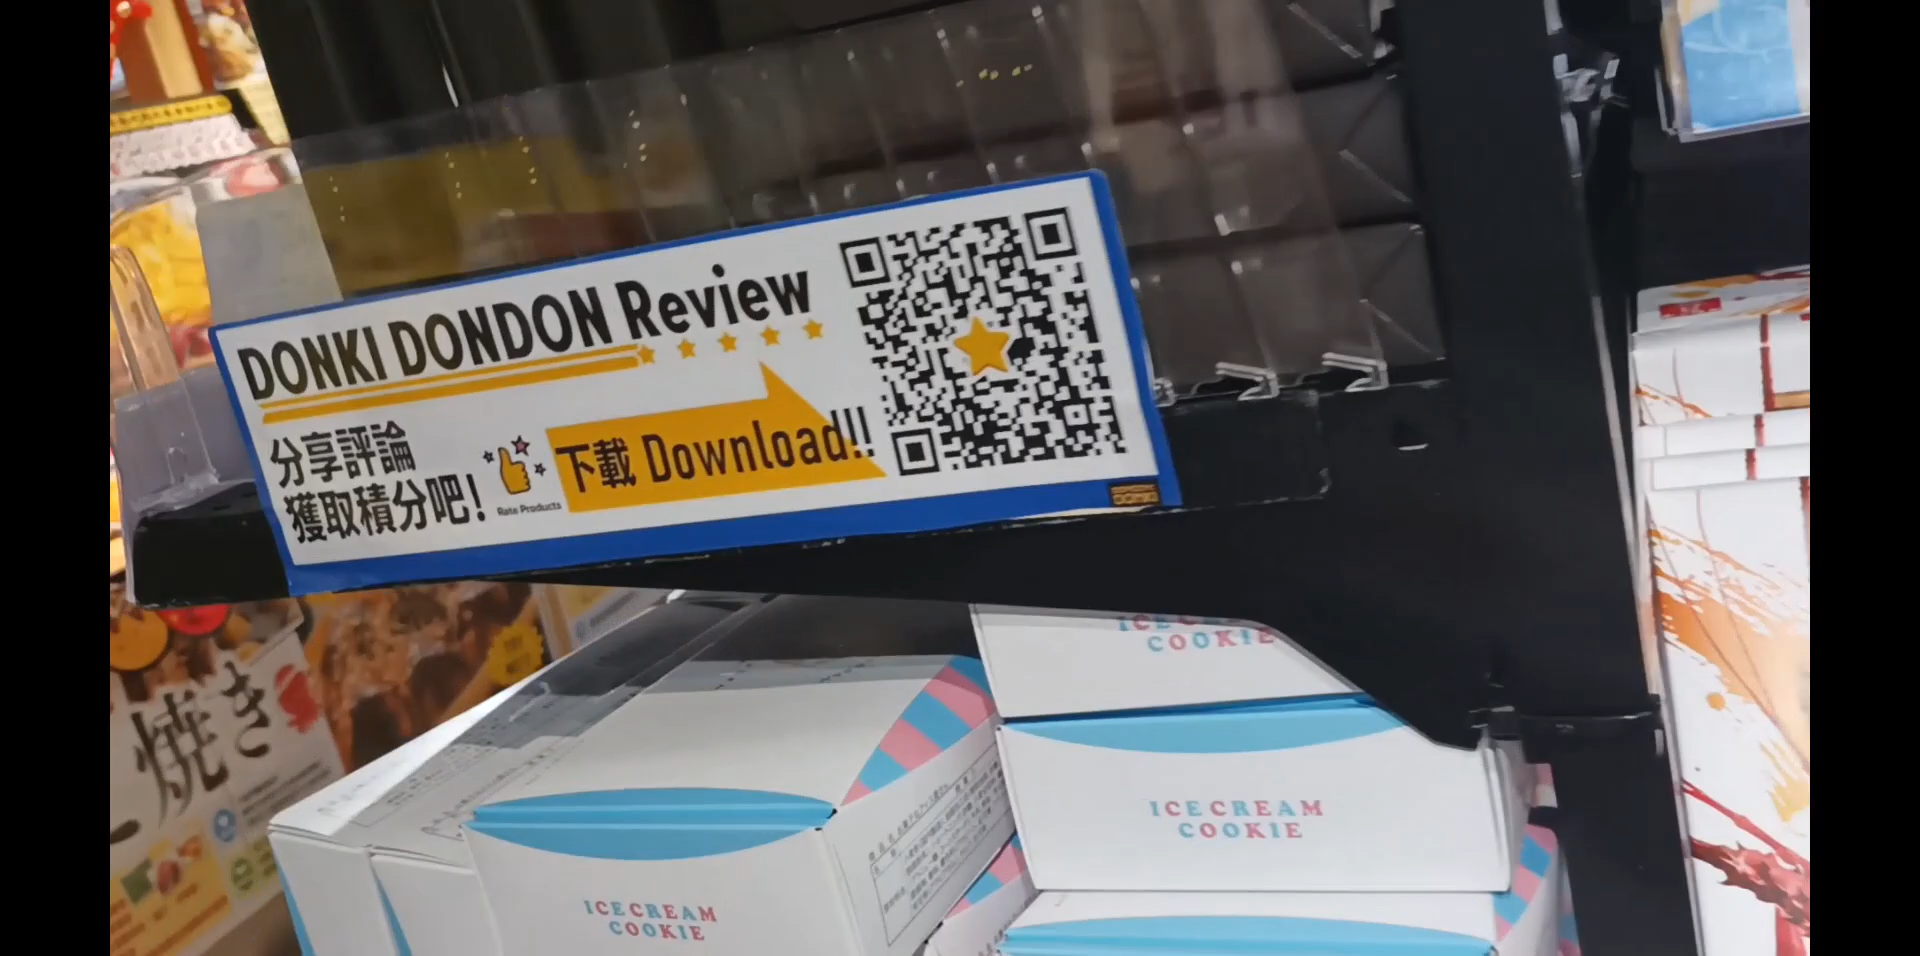 DONKI DONDON Review
分享評論
獲取積分吧!
Rate Products
下載 Download!!
焼き
ICE CREAM
COOKIE
ICE CREAM
COOKIE
ICE CREAM
COOKIE